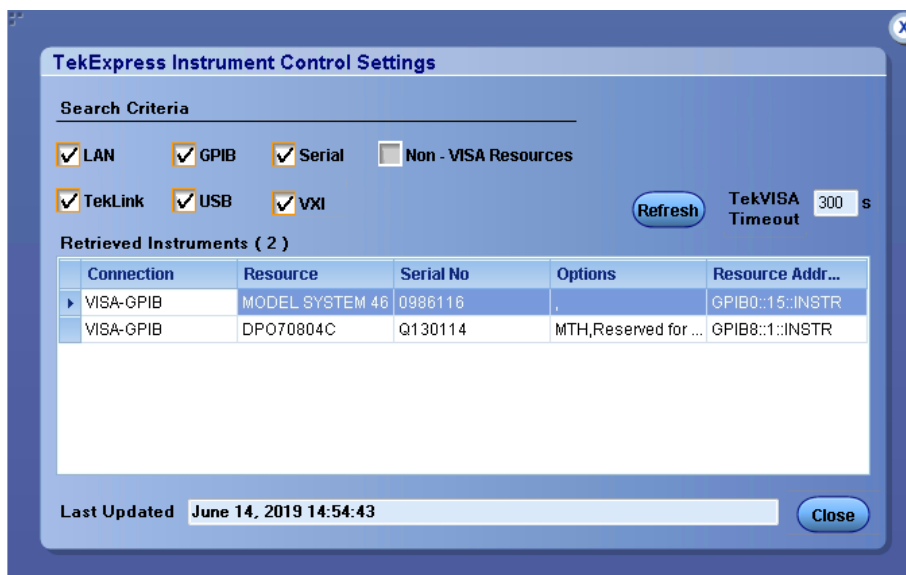 TekExpress Instrument Control Settings
Search Criteria
LAN GPIB Serial Non - VISA Resources
TekLink USB VXI
Refresh TekVISA Timeout 300 s
Retrieved Instruments ( 2 )
Connection Resource Serial No Options Resource Addr...
VISA-GPIB MODEL SYSTEM 46 0986116 , GPIB0::15::INSTR
VISA-GPIB DPO70804C Q130114 MTH,Reserved for ... GPIB8::1::INSTR
Last Updated June 14, 2019 14:54:43
Close